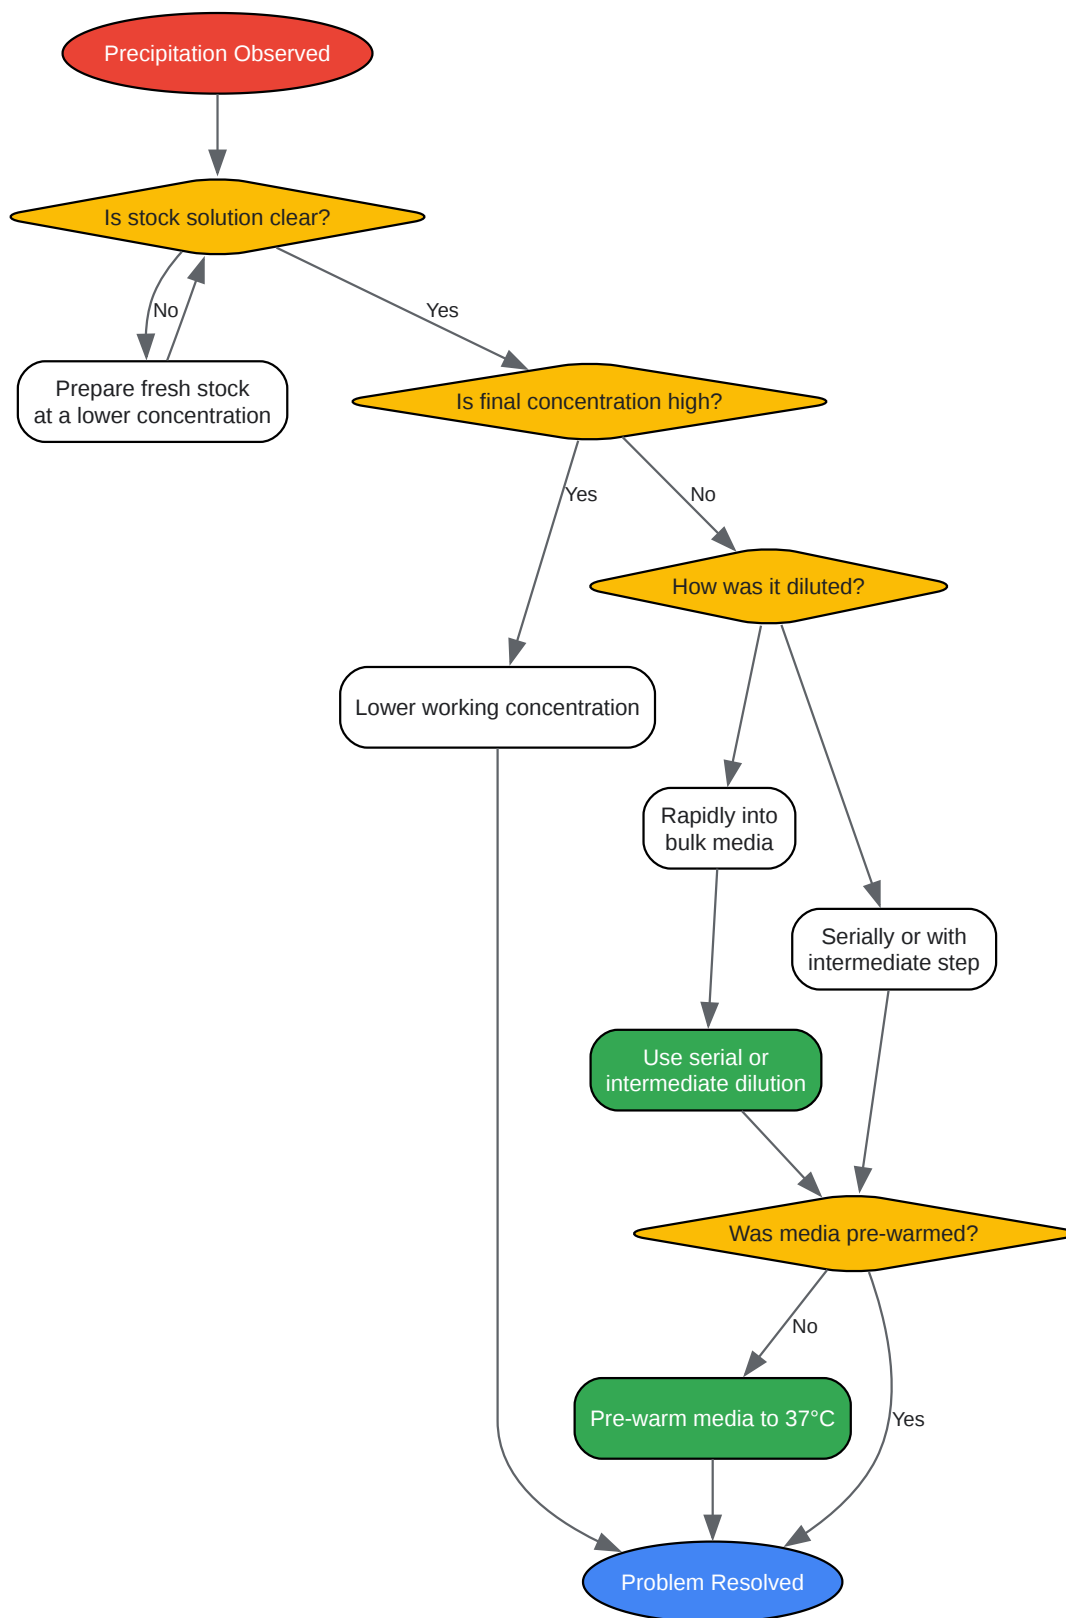 Precipitation Observed
Is stock solution clear?
No
Yes
Prepare fresh stock
at a lower concentration
Is final concentration high?
Yes
No
How was it diluted?
Lower working concentration
Rapidly into
bulk media
Serially or with
intermediate step
Use serial or
intermediate dilution
Was media pre-warmed?
No
Pre-warm media to 37°C
Yes
Problem Resolved